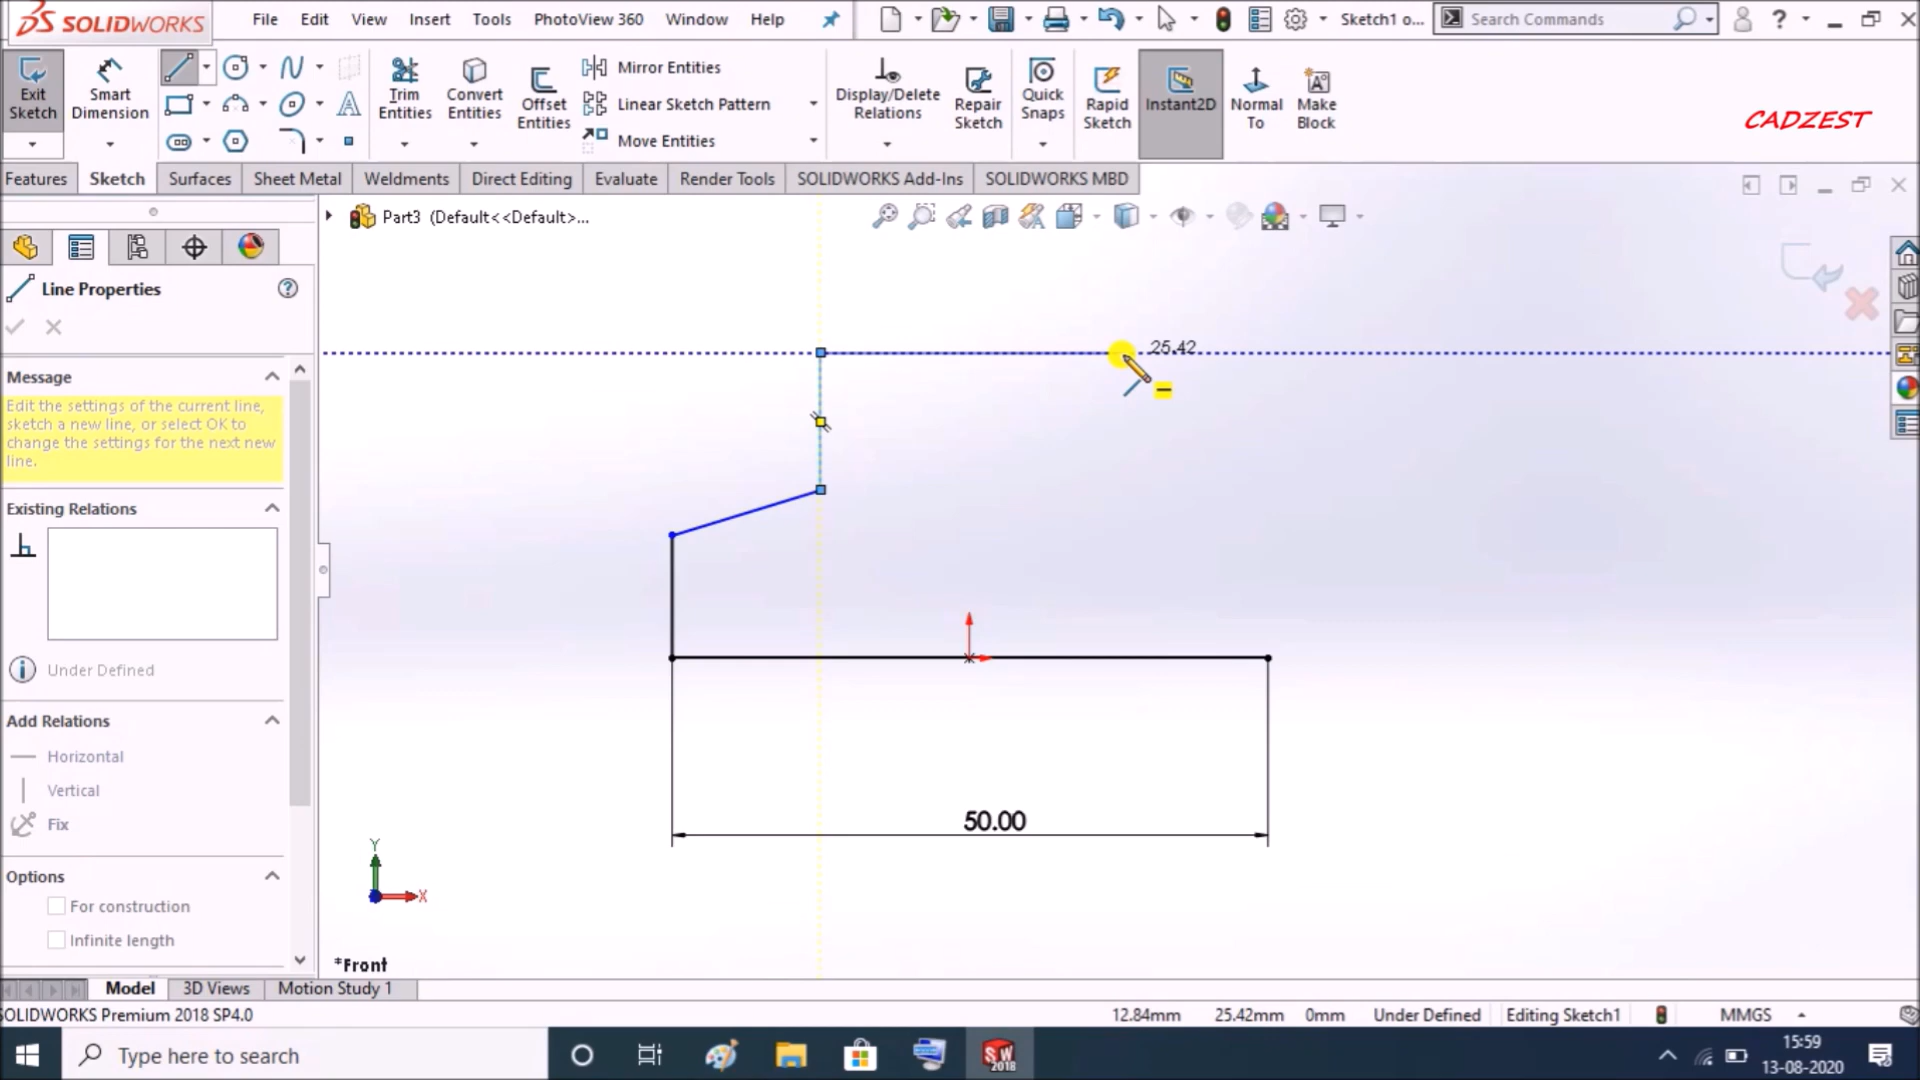 SOLIDWORKS File Edit View Insert Tools PhotoView 360 Window Help Sketch1 o... Search Commands ?
Exit Sketch
Smart Dimension
Trim Entities
Convert Entities
Offset Entities
Mirror Entities
Linear Sketch Pattern
Move Entities
Display/Delete Relations
Repair Sketch
Quick Snaps
Rapid Sketch
Instant2D
Normal To
Make Block
CADZEST
Features Sketch Surfaces Sheet Metal Weldments Direct Editing Evaluate Render Tools SOLIDWORKS Add-Ins SOLIDWORKS MBD
Part3 (Default<<Default>...
Line Properties
Message
Edit the settings of the current line,
sketch a new line, or select OK to
change the settings for the next new
line.
Existing Relations
Under Defined
Add Relations
Horizontal
Vertical
Fix
Options
For construction
Infinite length
25.42
50.00
Y
X
*Front
Model 3D Views Motion Study 1
SOLIDWORKS Premium 2018 SP4.0 12.84mm 25.42mm 0mm Under Defined Editing Sketch1 MMGS
Type here to search
SW
2018
15:59
13-08-2020